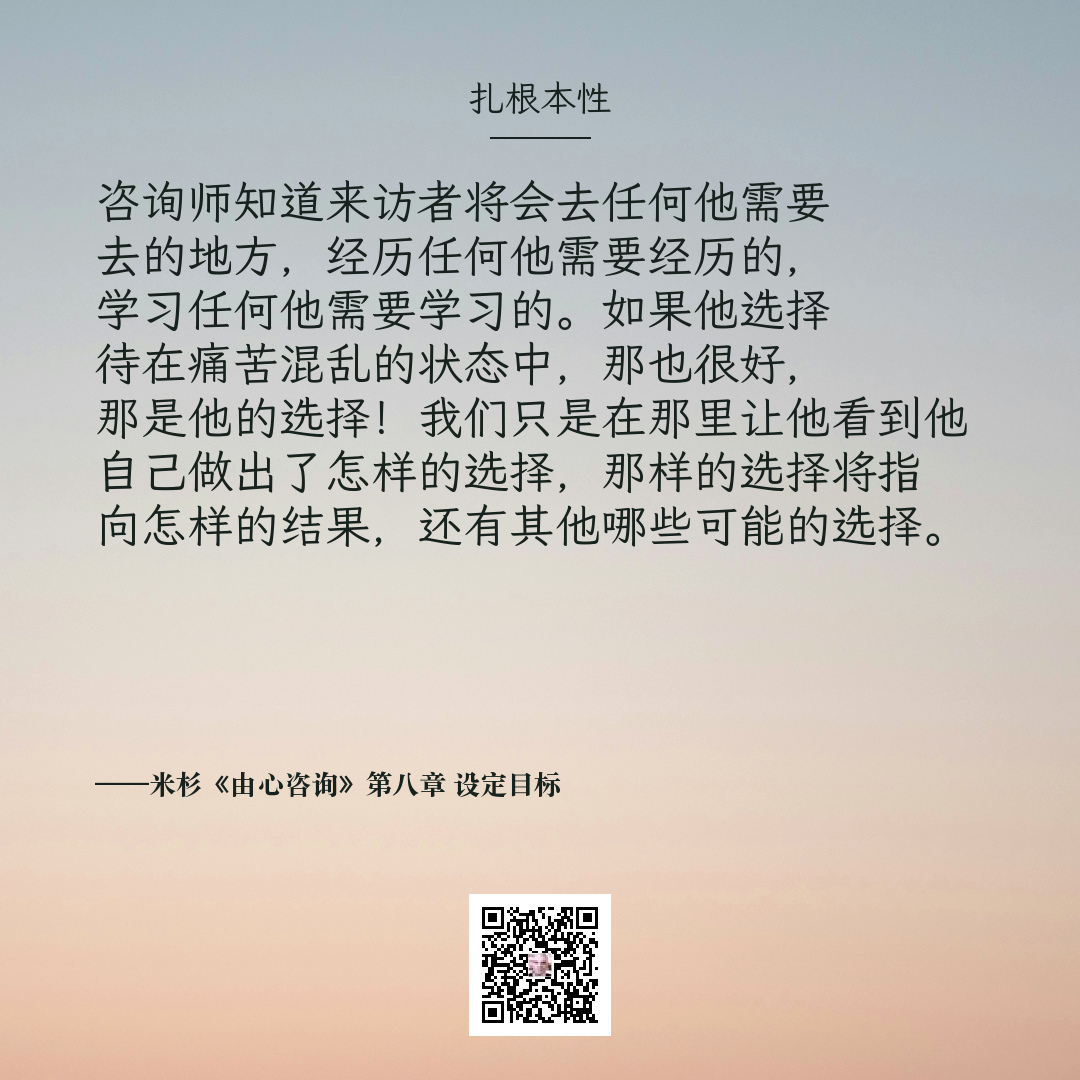 扎根本性
咨询师知道来访者将会去任何他需要
去的地方，经历任何他需要经历的，
学习任何他需要学习的。如果他选择
待在痛苦混乱的状态中，那也很好，
那是他的选择！我们只是在那里让他看到他
自己做出了怎样的选择，那样的选择将指
向怎样的结果，还有其他哪些可能的选择。
——米杉《由心咨询》第八章 设定目标